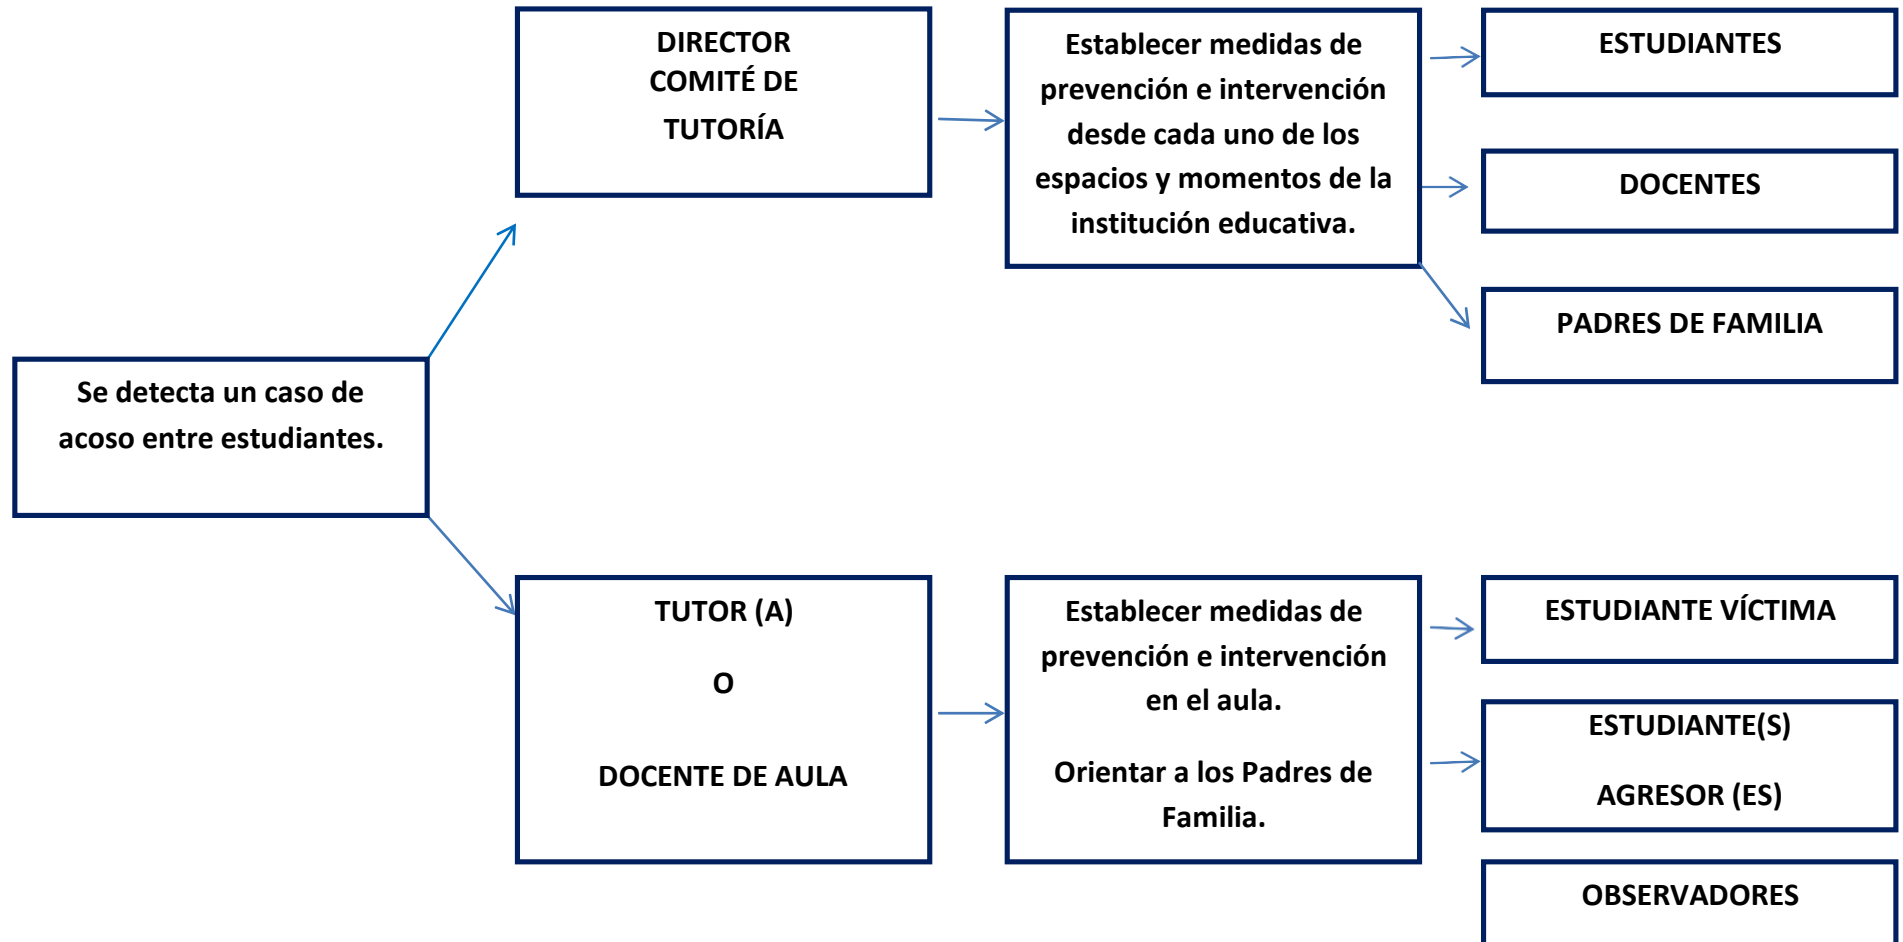 DIRECTOR
COMITÉ DE
TUTORÍA
Establecer medidas de
prevención e intervención
desde cada uno de los
espacios y momentos de la
institución educativa.
ESTUDIANTES
DOCENTES
PADRES DE FAMILIA
Se detecta un caso de
acoso entre estudiantes.
TUTOR (A)
O
DOCENTE DE AULA
Establecer medidas de
prevención e intervención
en el aula.
Orientar a los Padres de
Familia.
ESTUDIANTE VÍCTIMA
ESTUDIANTE(S)
AGRESOR (ES)
OBSERVADORES